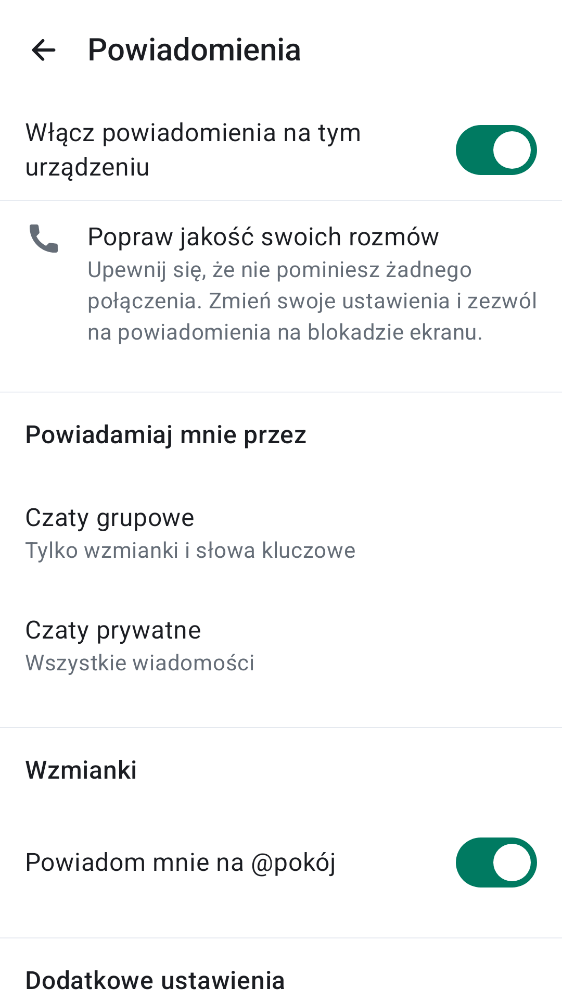 Powiadomienia
Włącz powiadomienia na tym
urządzeniu
Popraw jakość swoich rozmów
Upewnij się, że nie pominiesz żadnego
połączenia. Zmień swoje ustawienia i zezwól
na powiadomienia na blokadzie ekranu.
Powiadamiaj mnie przez
Czaty grupowe
Tylko wzmianki i słowa kluczowe
Czaty prywatne
Wszystkie wiadomości
Wzmianki
Powiadom mnie na @pokój
Dodatkowe ustawienia